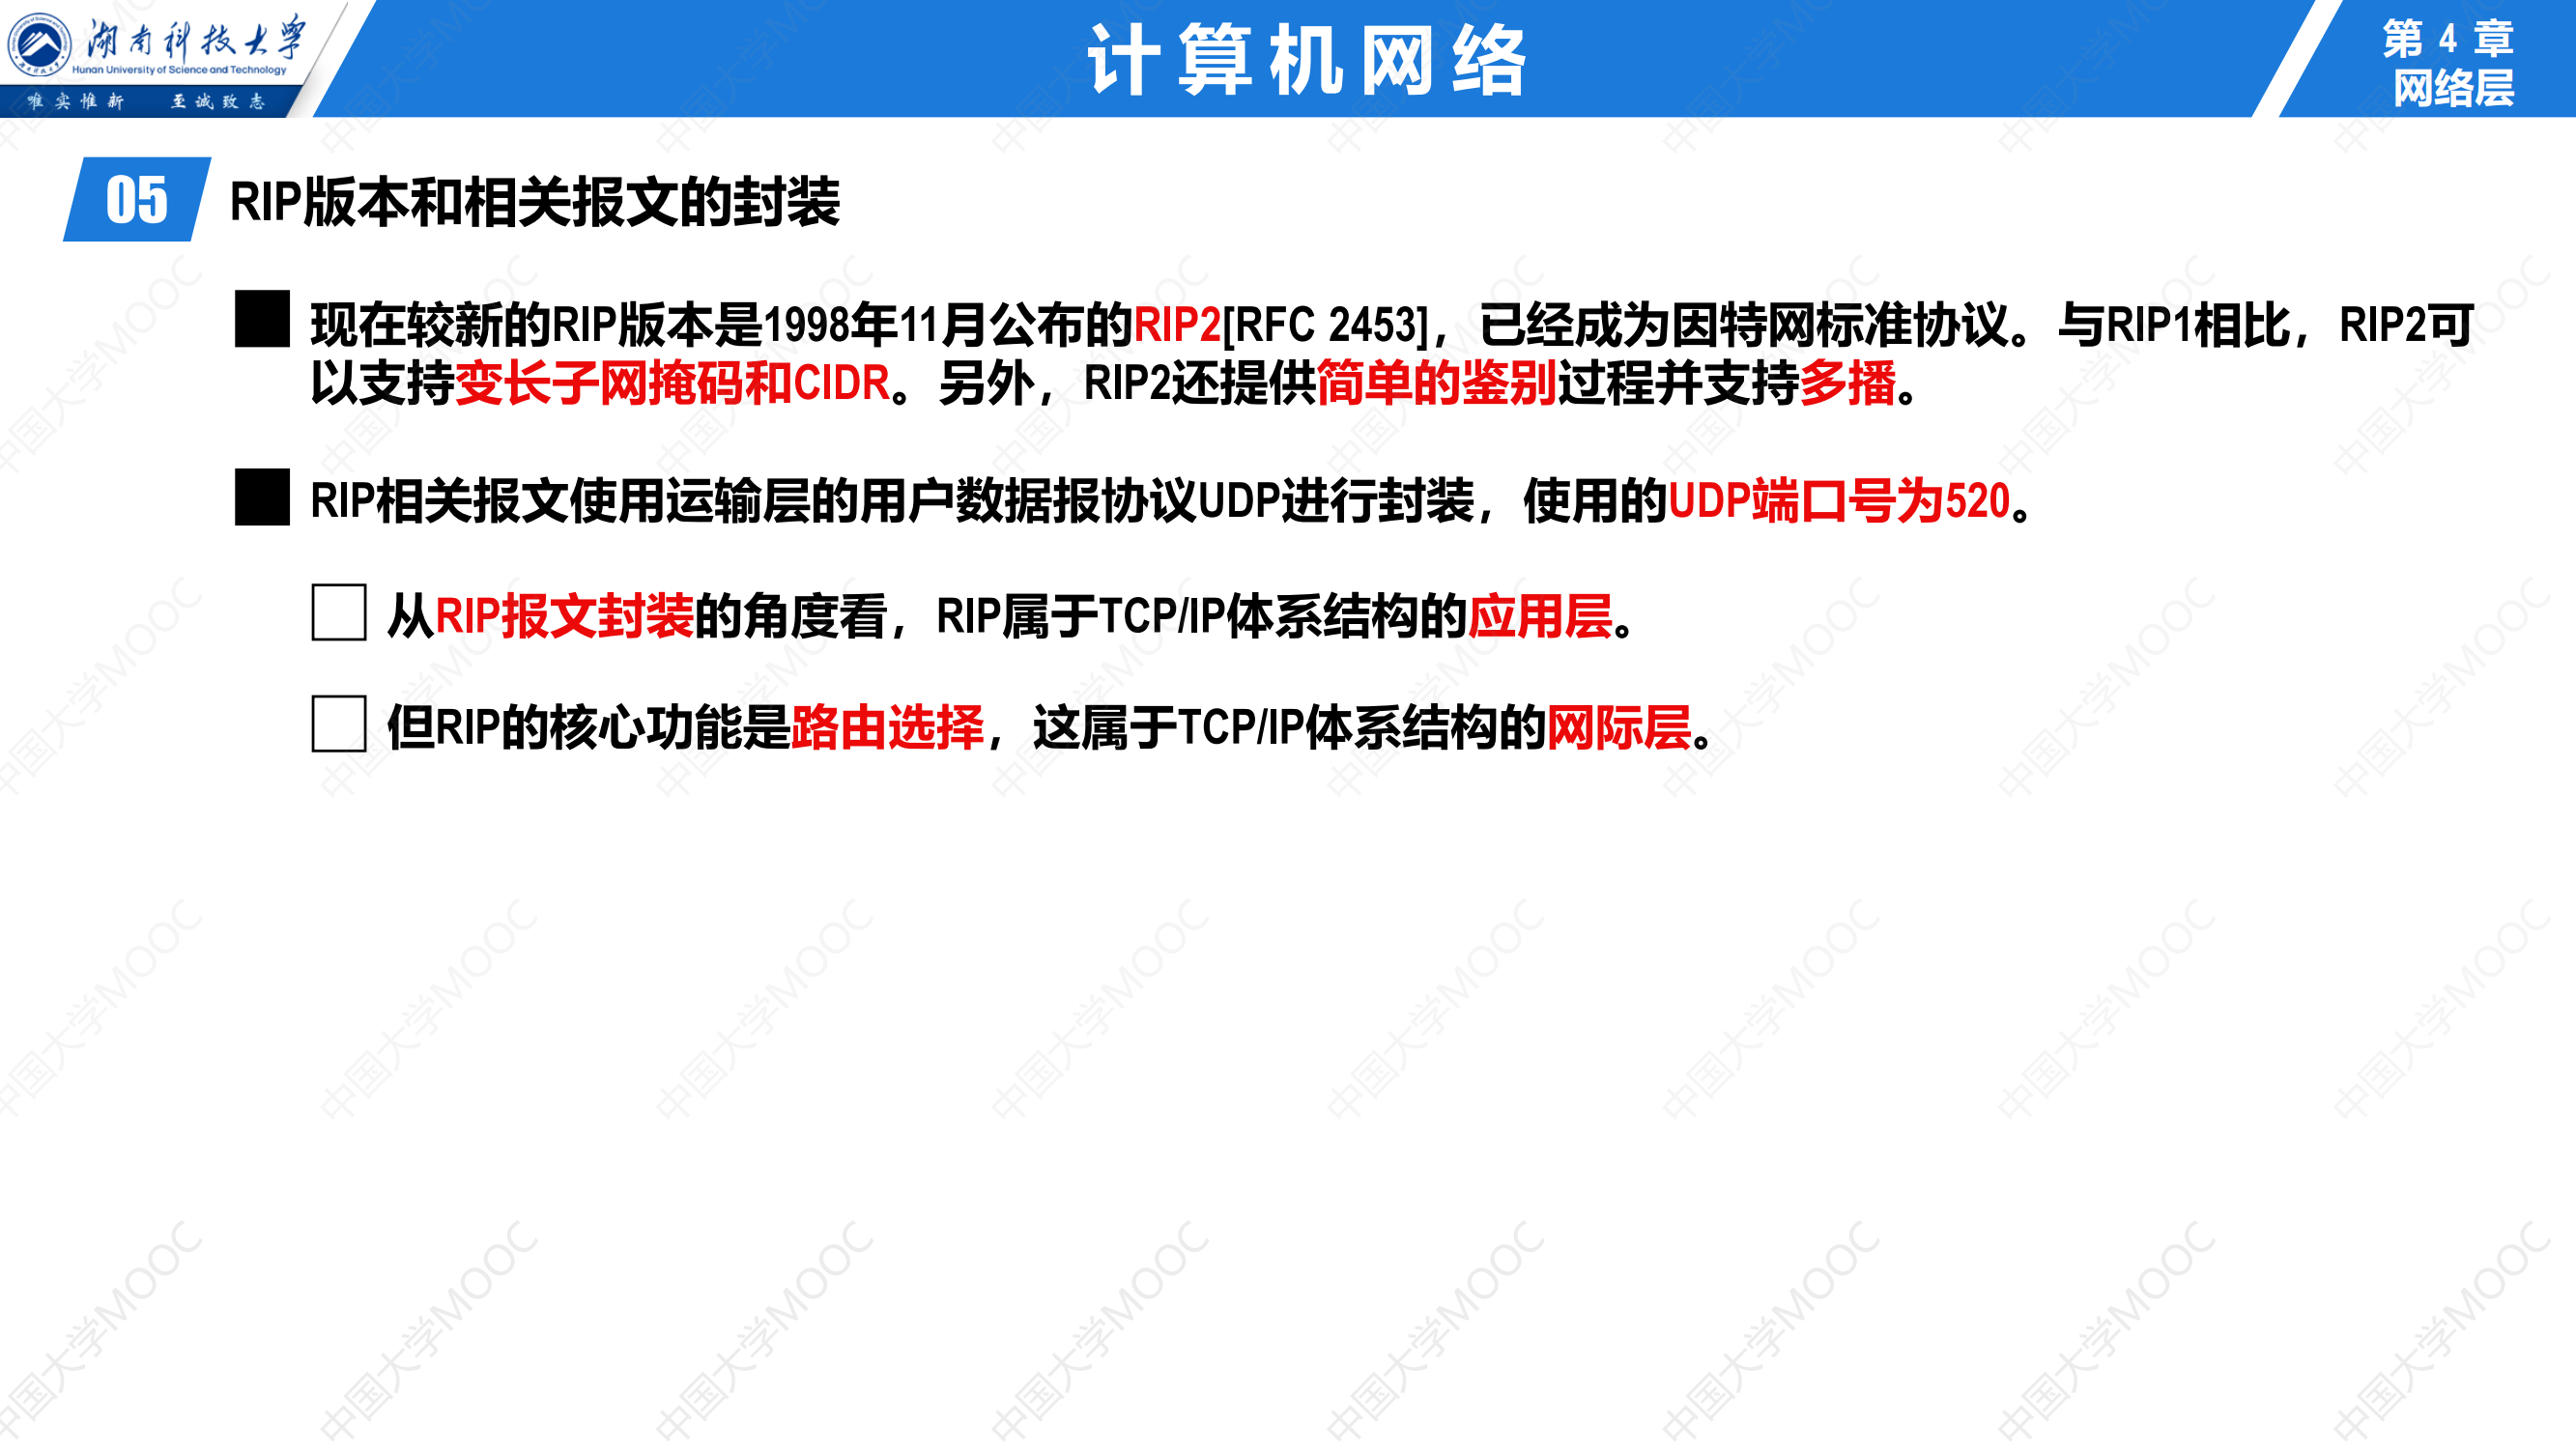 湖南科技大学
Hunan University of Science and Technology
唯实惟新 至诚致志
计算机网络
第 4 章
网络层
05 RIP版本和相关报文的封装
现在较新的RIP版本是1998年11月公布的RIP2[RFC 2453]，已经成为因特网标准协议。与RIP1相比，RIP2可
以支持变长子网掩码和CIDR。另外，RIP2还提供简单的鉴别过程并支持多播。
RIP相关报文使用运输层的用户数据报协议UDP进行封装，使用的UDP端口号为520。
从RIP报文封装的角度看，RIP属于TCP/IP体系结构的应用层。
但RIP的核心功能是路由选择，这属于TCP/IP体系结构的网际层。
中国大学MOOC